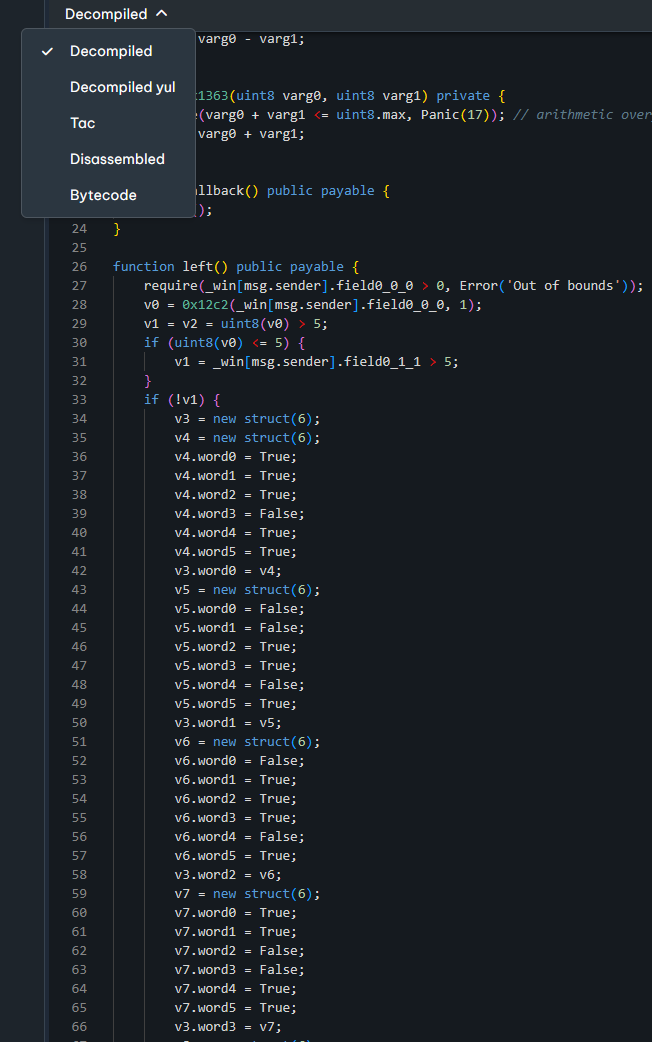 Decompiled
varg0 - varg1;
Decompiled
Decompiled yul
1363(uint8 varg0, uint8 varg1) private {
Tac
(varg0 + varg1 <= uint8.max, Panic(17)); // arithmetic over
varg0 + varg1;
Disassembled
Bytecode
llback() public payable {
);
24 }
25
26 function left() public payable {
27 require(_win[msg.sender].field0_0_0 > 0, Error('Out of bounds'));
28 v0 = 0x12c2(_win[msg.sender].field0_0_0, 1);
29 v1 = v2 = uint8(v0) > 5;
30 if (uint8(v0) <= 5) {
31 v1 = _win[msg.sender].field0_1_1 > 5;
32 }
33 if (!v1) {
34 v3 = new struct(6);
35 v4 = new struct(6);
36 v4.word0 = True;
37 v4.word1 = True;
38 v4.word2 = True;
39 v4.word3 = False;
40 v4.word4 = True;
41 v4.word5 = True;
42 v3.word0 = v4;
43 v5 = new struct(6);
44 v5.word0 = False;
45 v5.word1 = False;
46 v5.word2 = True;
47 v5.word3 = True;
48 v5.word4 = False;
49 v5.word5 = True;
50 v3.word1 = v5;
51 v6 = new struct(6);
52 v6.word0 = False;
53 v6.word1 = True;
54 v6.word2 = True;
55 v6.word3 = True;
56 v6.word4 = False;
57 v6.word5 = True;
58 v3.word2 = v6;
59 v7 = new struct(6);
60 v7.word0 = True;
61 v7.word1 = True;
62 v7.word2 = False;
63 v7.word3 = False;
64 v7.word4 = True;
65 v7.word5 = True;
66 v3.word3 = v7;